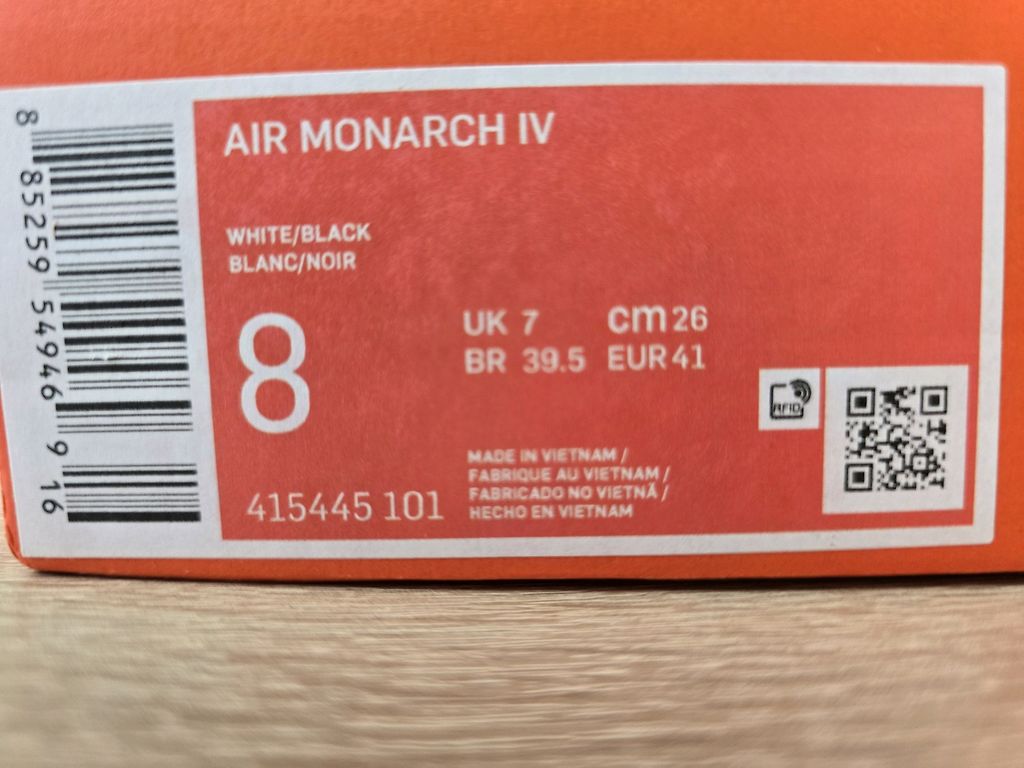 AIR MONARCH IV
WHITE/BLACK
BLANC/NOIR
8
UK 7 cm 26
BR 39.5 EUR 41
MADE IN VIETNAM /
FABRIQUE AU VIETNAM /
FABRICADO NO VIETNÃ /
HECHO EN VIETNAM
415445 101
RFID
8 85259 54946 9 16